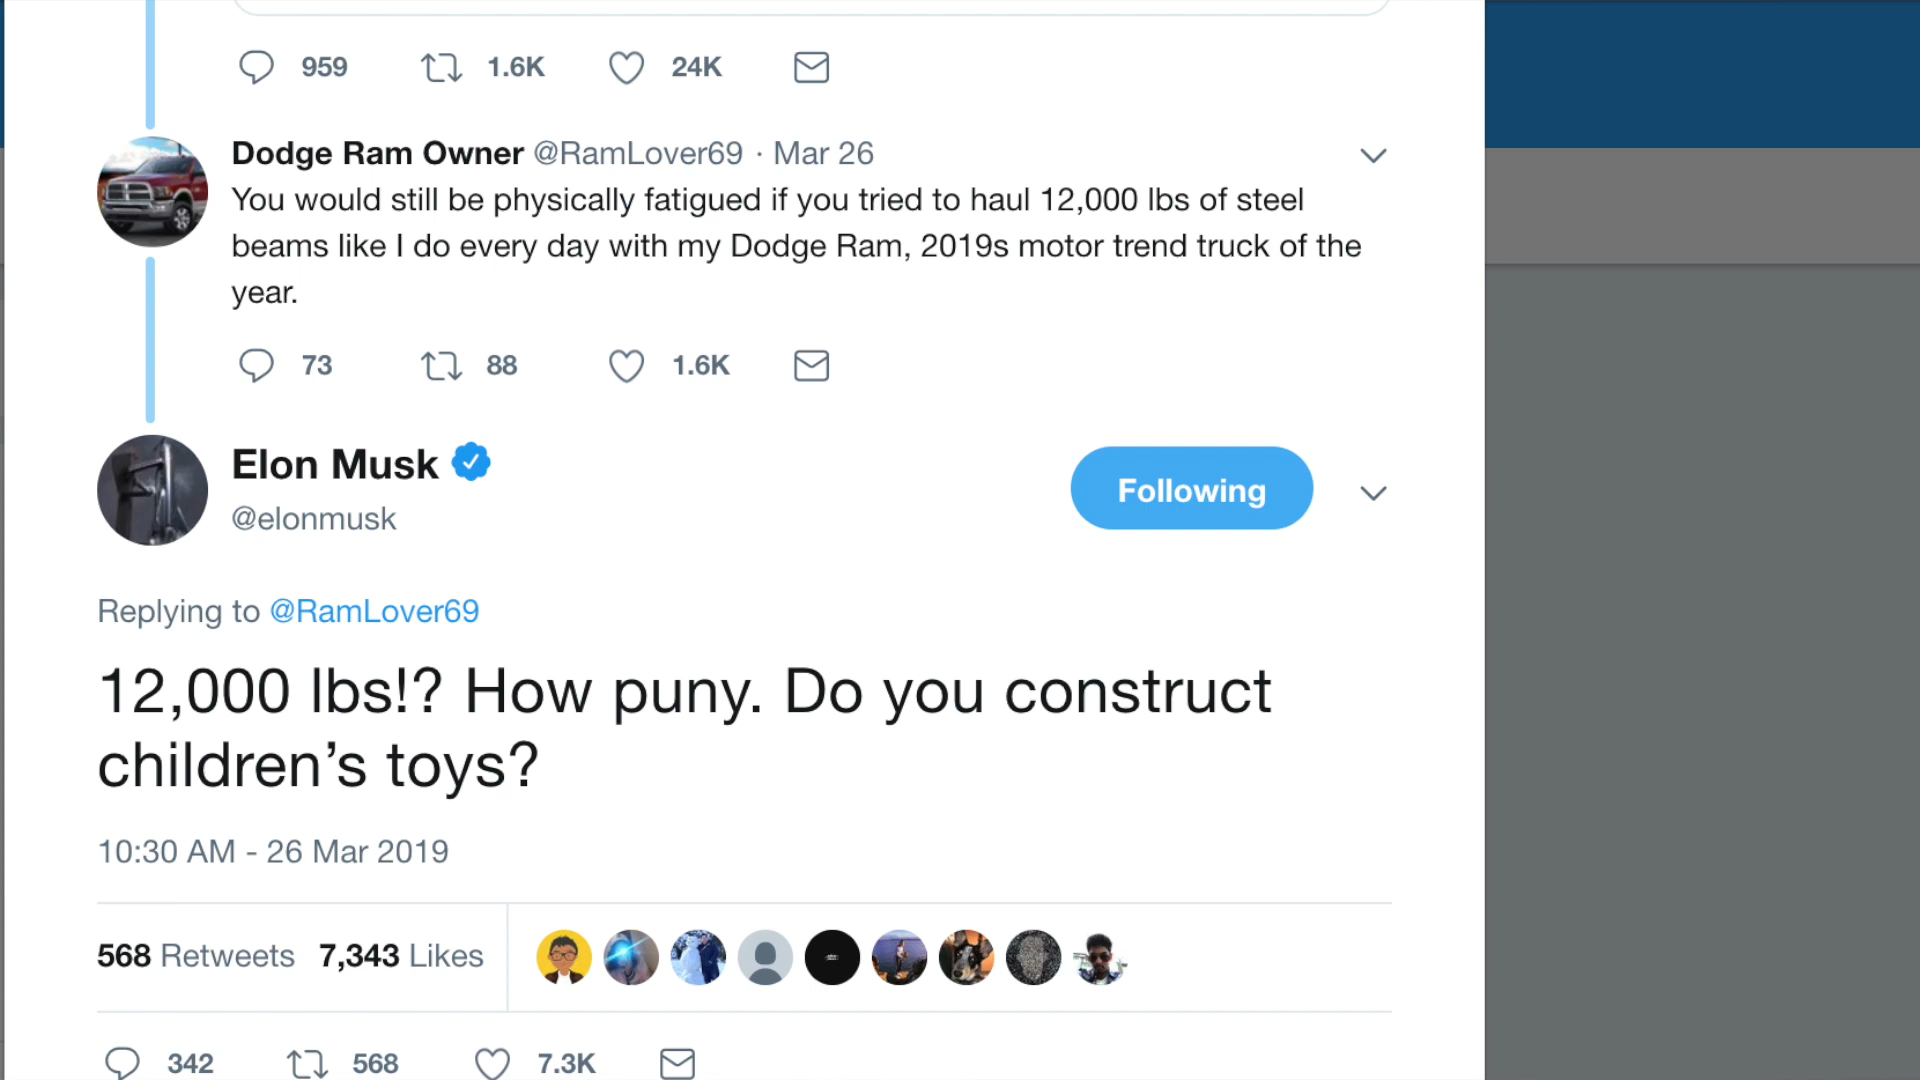 959 1.6K 24K
Dodge Ram Owner @RamLover69 · Mar 26
You would still be physically fatigued if you tried to haul 12,000 lbs of steel
beams like I do every day with my Dodge Ram, 2019s motor trend truck of the
year.
73 88 1.6K
Elon Musk
Following
@elonmusk
Replying to @RamLover69
12,000 lbs!? How puny. Do you construct
children’s toys?
10:30 AM - 26 Mar 2019
568 Retweets 7,343 Likes
342 568 7.3K